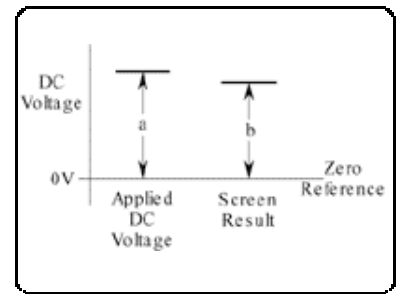 DC
Voltage
a
b
0V
Zero
Reference
Applied
DC
Voltage
Screen
Result